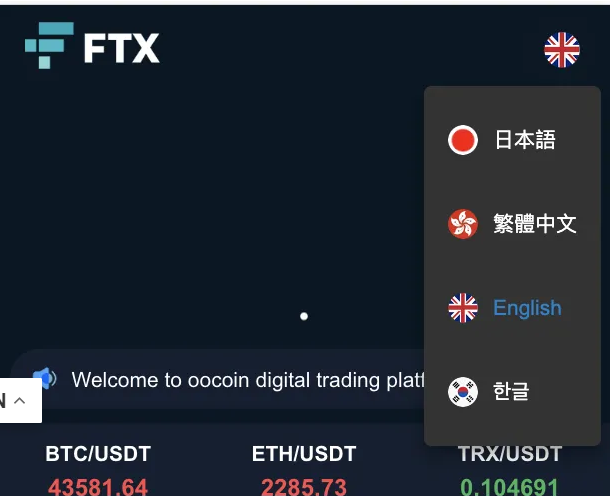 FTX
日本語
繁體中文
English
Welcome to oocoin digital trading platf
한글
N
BTC/USDT ETH/USDT TRX/USDT
43581.64 2285.73 0.104691